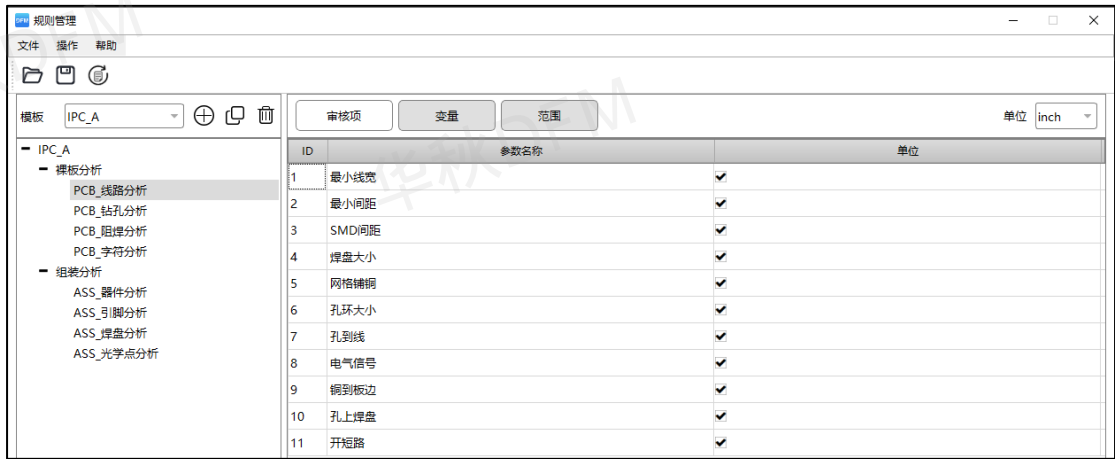 DFM 规则管理
文件 操作 帮助
模板 IPC_A
审核项 变量 范围 单位 inch
IPC_A
裸板分析
PCB_线路分析
PCB_钻孔分析
PCB_阻焊分析
PCB_字符分析
组装分析
ASS_器件分析
ASS_引脚分析
ASS_焊盘分析
ASS_光学点分析
ID 参数名称 单位
1 最小线宽
2 最小间距
3 SMD间距
4 焊盘大小
5 网格铺铜
6 孔环大小
7 孔到线
8 电气信号
9 铜到板边
10 孔上焊盘
11 开短路
华秋DFM
DFM